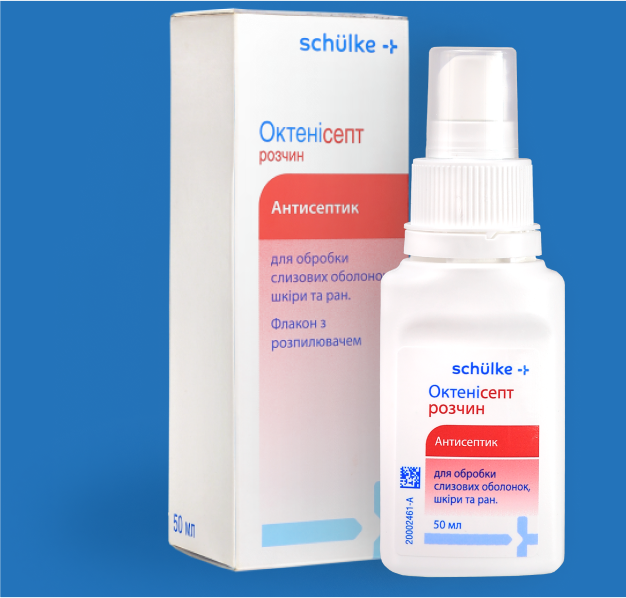 schülke
Октенісепт
розчин
Антисептик
для обробки
слизових оболонок,
шкіри та ран.
Флакон з
розпилювачем
50 мл
schülke
Октенісепт
розчин
Антисептик
для обробки
слизових оболонок,
шкіри та ран.
50 мл
20002461-A